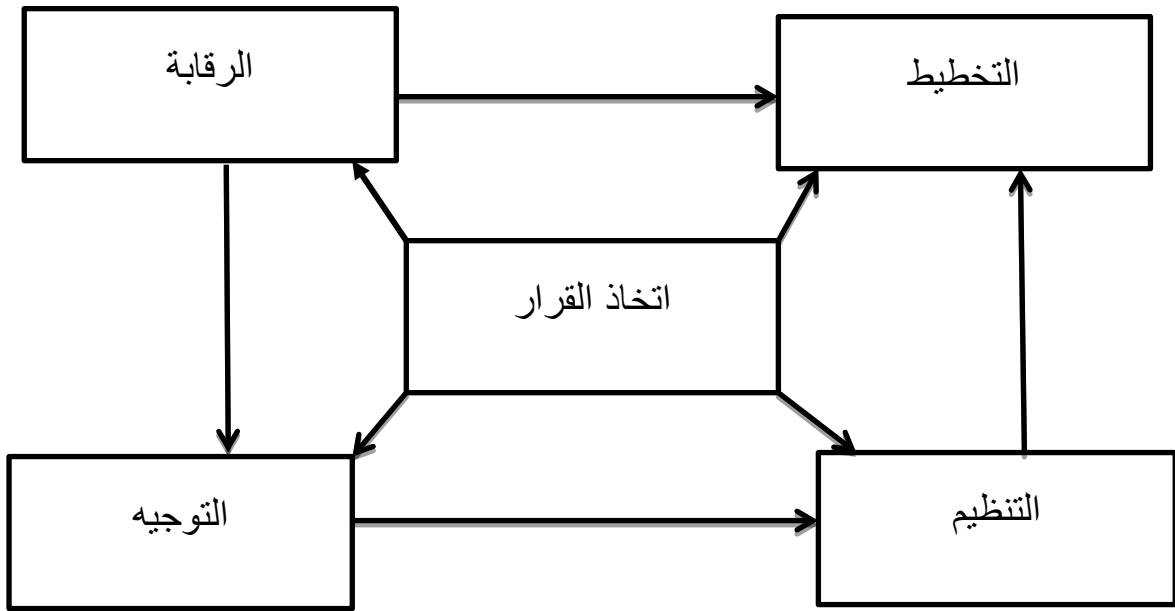 التخطيط
الرقابة
اتخاذ القرار
التنظيم
التوجيه